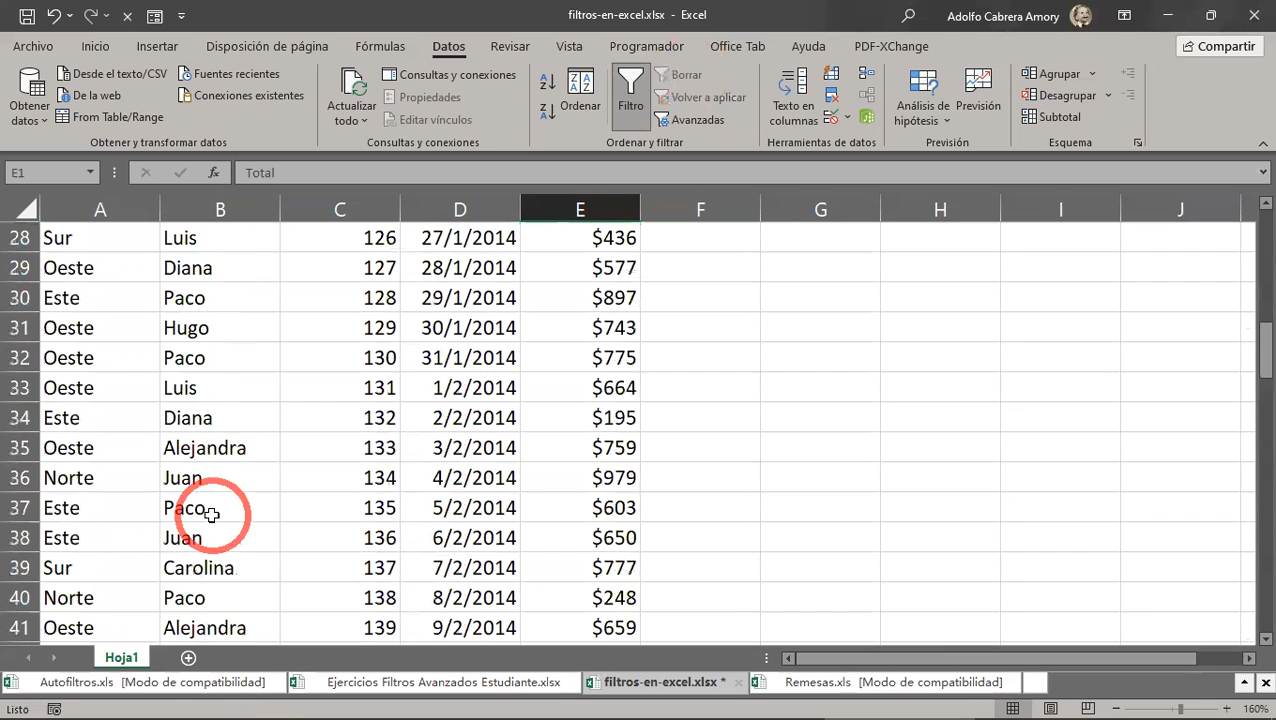 filtros-en-excel.xlsx - Excel
Adolfo Cabrera Amory
Archivo Inicio Insertar Disposición de página Fórmulas Datos Revisar Vista Programador Office Tab Ayuda PDF-XChange Compartir
Obtener datos
Desde el texto/CSV
De la web
From Table/Range
Fuentes recientes
Conexiones existentes
Obtener y transformar datos
Actualizar todo
Consultas y conexiones
Propiedades
Editar vínculos
Consultas y conexiones
Ordenar
Filtro
Borrar
Volver a aplicar
Avanzadas
Ordenar y filtrar
Texto en columnas
Herramientas de datos
Análisis de hipótesis
Previsión
Previsión
Agrupar
Desagrupar
Subtotal
Esquema
E1 fx Total
A B C D E F G H I J
28 Sur Luis 126 27/1/2014 $436
29 Oeste Diana 127 28/1/2014 $577
30 Este Paco 128 29/1/2014 $897
31 Oeste Hugo 129 30/1/2014 $743
32 Oeste Paco 130 31/1/2014 $775
33 Oeste Luis 131 1/2/2014 $664
34 Este Diana 132 2/2/2014 $195
35 Oeste Alejandra 133 3/2/2014 $759
36 Norte Juan 134 4/2/2014 $979
37 Este Paco 135 5/2/2014 $603
38 Este Juan 136 6/2/2014 $650
39 Sur Carolina 137 7/2/2014 $777
40 Norte Paco 138 8/2/2014 $248
41 Oeste Alejandra 139 9/2/2014 $659
Hoja1
Autofiltros.xls [Modo de compatibilidad] Ejercicios Filtros Avanzados Estudiante.xlsx filtros-en-excel.xlsx * Remesas.xls [Modo de compatibilidad]
Listo 160%